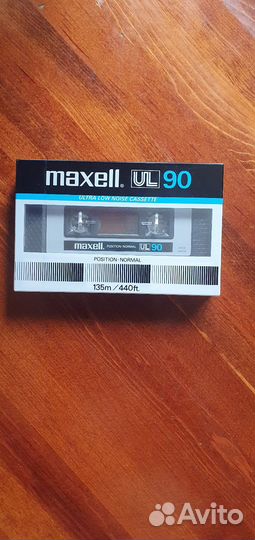 maxell. UL 90
ULTRA LOW NOISE CASSETTE
maxell. POSITION·NORMAL UL 90
POSITION·NORMAL
135m/440ft.
Avito